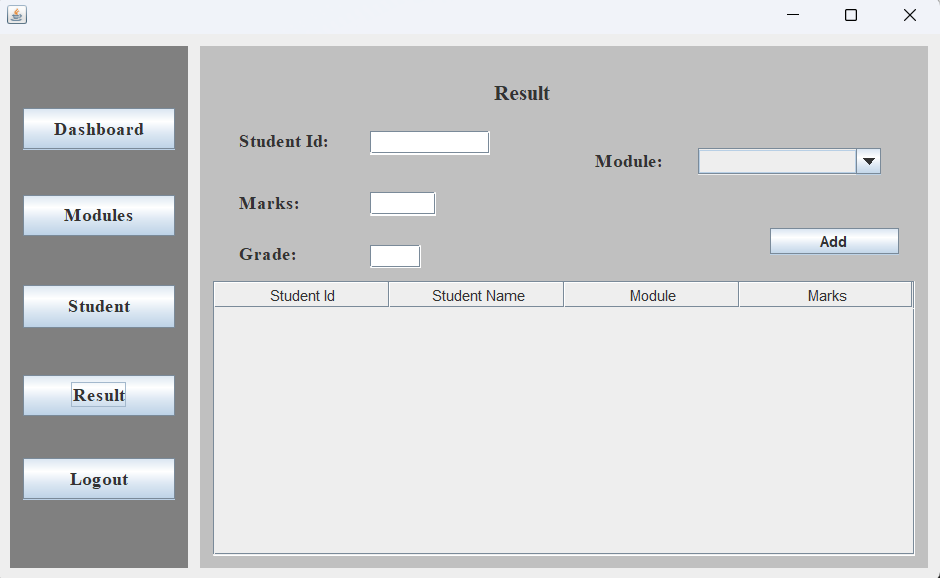 Dashboard
Modules
Student
Result
Logout
Result
Student Id:
Module:
Marks:
Grade:
Add
Student Id Student Name Module Marks